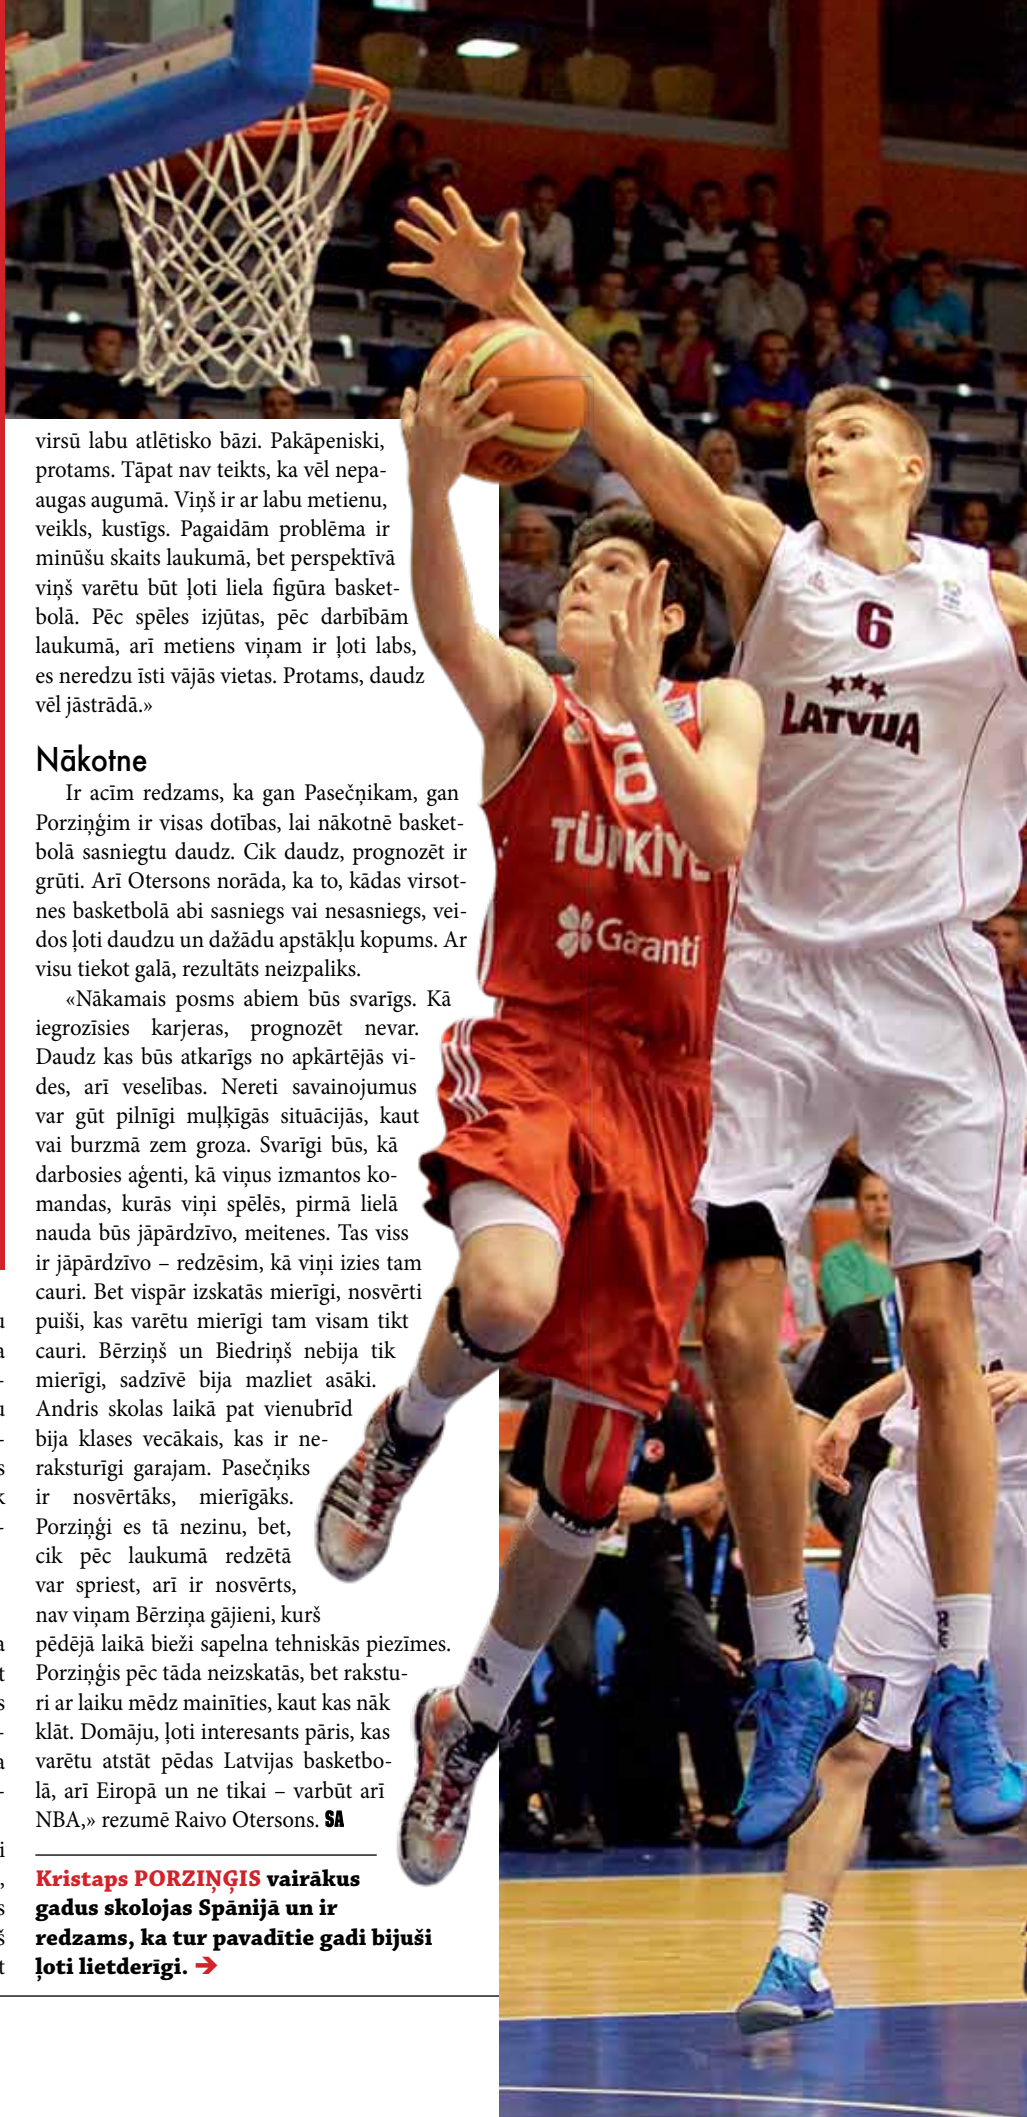 virsū labu atlētisko bāzi. Pakāpeniski,
protams. Tāpat nav teikts, ka vēl nepa-
augas augumā. Viņš ir ar labu metienu,
veikls, kustīgs. Pagaidām problēma ir
minūšu skaits laukumā, bet perspektīvā
viņš varētu būt ļoti liela figūra basket-
bolā. Pēc spēles izjūtas, pēc darbībām
laukumā, arī metiens viņam ir ļoti labs,
es neredzu īsti vājās vietas. Protams, daudz
vēl jāstrādā.»
Nākotne
Ir acīm redzams, ka gan Pasečņikam, gan
Porziņģim ir visas dotības, lai nākotnē basket-
bolā sasniegtu daudz. Cik daudz, prognozēt ir
grūti. Arī Otersons norāda, ka to, kādas virsot-
nes basketbolā abi sasniegs vai nesasniegs, vei-
dos ļoti daudzu un dažādu apstākļu kopums. Ar
visu tiekot galā, rezultāts neizpaliks.
«Nākamais posms abiem būs svarīgs. Kā
iegrozīsies karjeras, prognozēt nevar.
Daudz kas būs atkarīgs no apkārtējās vi-
des, arī veselības. Nereti savainojumus
var gūt pilnīgi muļķīgās situācijās, kaut
vai burzmā zem groza. Svarīgi būs, kā
darbosies aģenti, kā viņus izmantos ko-
mandas, kurās viņi spēlēs, pirmā lielā
nauda būs jāpārdzīvo, meitenes. Tas viss
ir jāpārdzīvo – redzēsim, kā viņi izies tam
cauri. Bet vispār izskatās mierīgi, nosvērti
puiši, kas varētu mierīgi tam visam tikt
cauri. Bērziņš un Biedriņš nebija tik
mierīgi, sadzīvē bija mazliet asāki.
Andris skolas laikā pat vienubrīd
bija klases vecākais, kas ir ne-
raksturīgi garajam. Pasečņiks
ir nosvērtāks, mierīgāks.
Porziņģi es tā nezinu, bet,
cik pēc laukumā redzētā
var spriest, arī ir nosvērts,
nav viņam Bērziņa gājieni, kurš
pēdējā laikā bieži sapelna tehniskās piezīmes.
Porziņģis pēc tāda neizskatās, bet rakstu-
ri ar laiku mēdz mainīties, kaut kas nāk
klāt. Domāju, ļoti interesants pāris, kas
varētu atstāt pēdas Latvijas basketbo-
lā, arī Eiropā un ne tikai – varbūt arī
NBA,» rezumē Raivo Otersons. SA
Kristaps PORZIŅĢIS vairākus
gadus skolojas Spānijā un ir
redzams, ka tur pavadītie gadi bijuši
ļoti lietderīgi. ➔
6
LATVIJA
6
TÜRKİYE
Garanti
PEAK
PEAK
PEAK